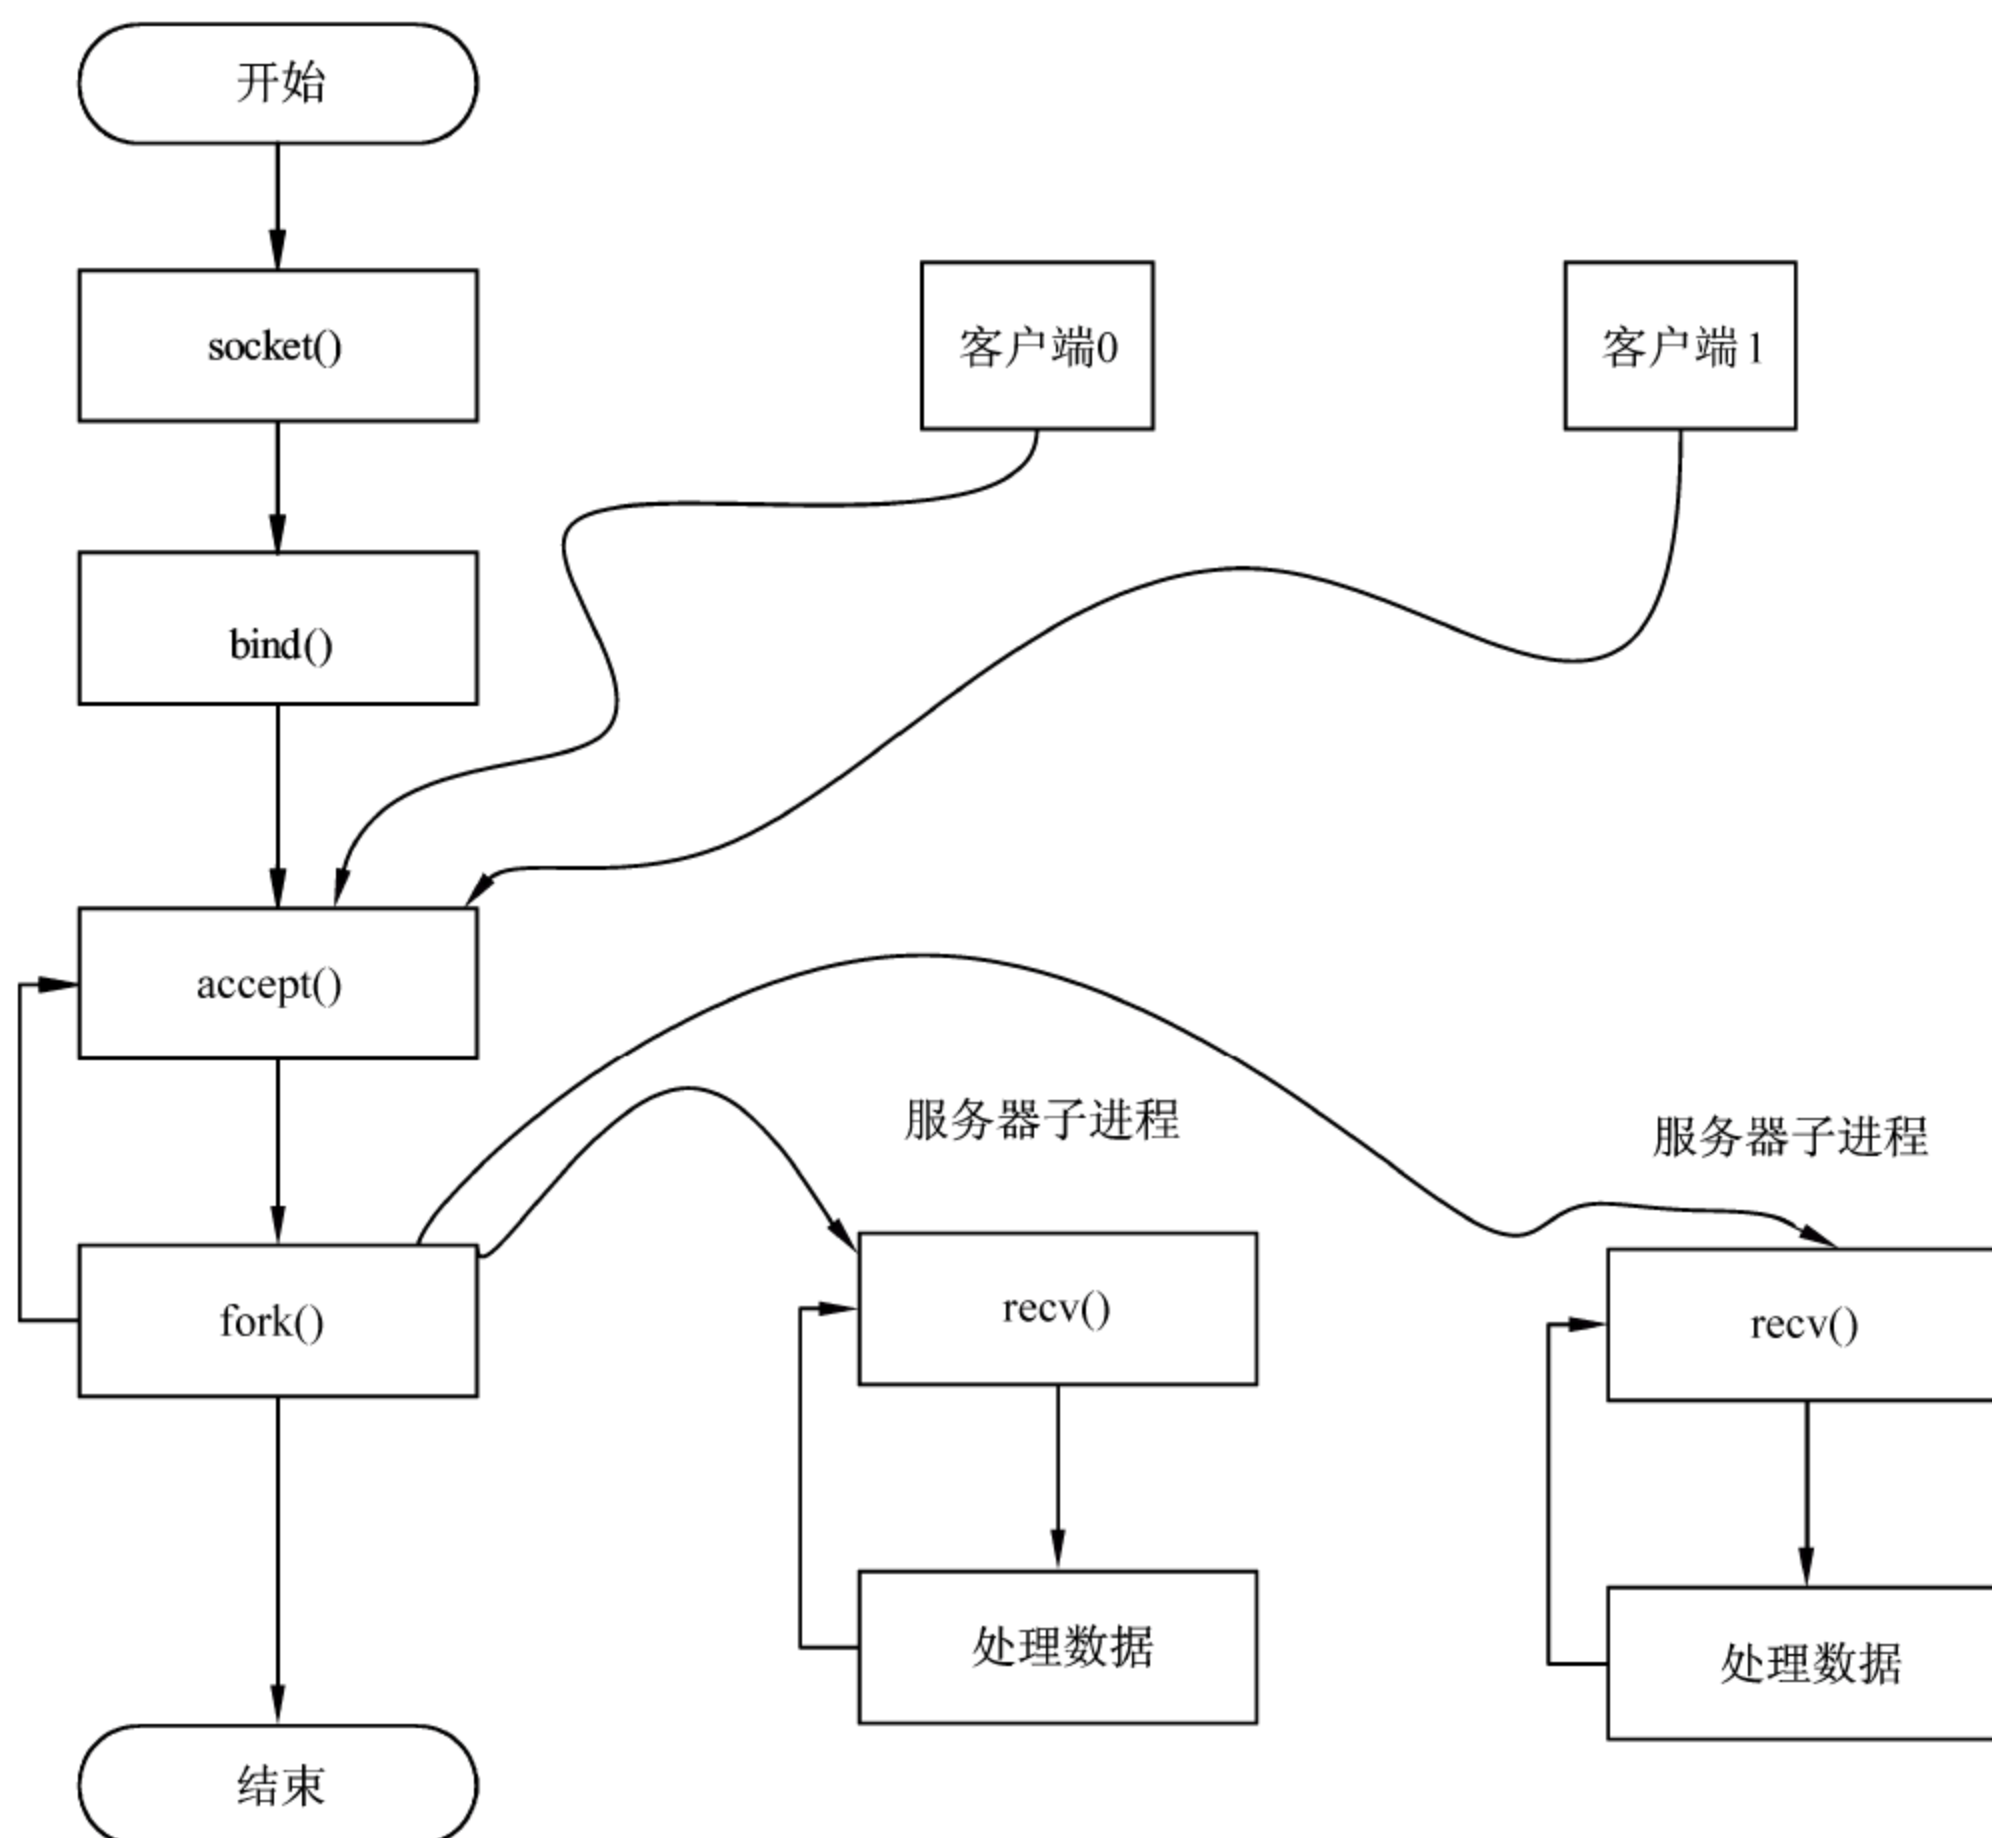 开始
socket()
客户端0
客户端1
bind()
accept()
服务器子进程
服务器子进程
fork()
recv()
recv()
处理数据
处理数据
结束